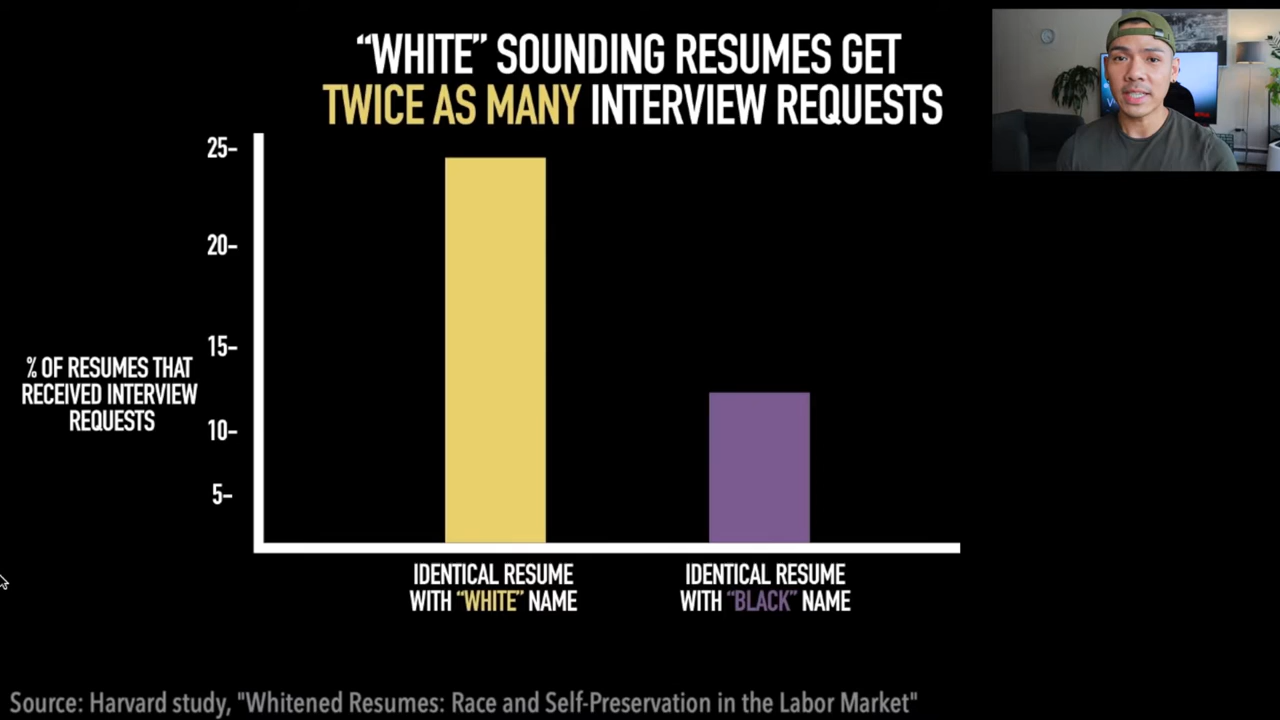 “WHITE” SOUNDING RESUMES GET
TWICE AS MANY INTERVIEW REQUESTS
25-
20-
15-
10-
5-
% OF RESUMES THAT
RECEIVED INTERVIEW
REQUESTS
IDENTICAL RESUME
WITH “WHITE” NAME
IDENTICAL RESUME
WITH “BLACK” NAME
Source: Harvard study, "Whitened Resumes: Race and Self-Preservation in the Labor Market"